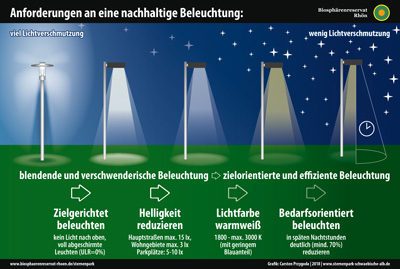 Anforderungen an eine nachhaltige Beleuchtung:
Biosphärenreservat
Rhön
viel Lichtverschmutzung
wenig Lichtverschmutzung
blendende und verschwenderische Beleuchtung ⇨ zielorientierte und effiziente Beleuchtung
Zielgerichtet
beleuchten
kein Licht nach oben,
voll abgeschirmte
Leuchten (ULR=0%)
Helligkeit
reduzieren
Hauptstraßen max. 15 lx,
Wohngebiete max. 3 lx
Parkplätze: 5-10 lx
Lichtfarbe
warmweiß
1800 - max. 3000 K
(mit geringem
Blauanteil)
Bedarfsorientiert
beleuchten
in späten Nachtstunden
deutlich (mind. 70%)
reduzieren
www.biosphaerenreservat-rhoen.de/sternenpark
Grafik: Carsten Przygoda | 2018 | www.sternenpark-schwaebische-alb.de